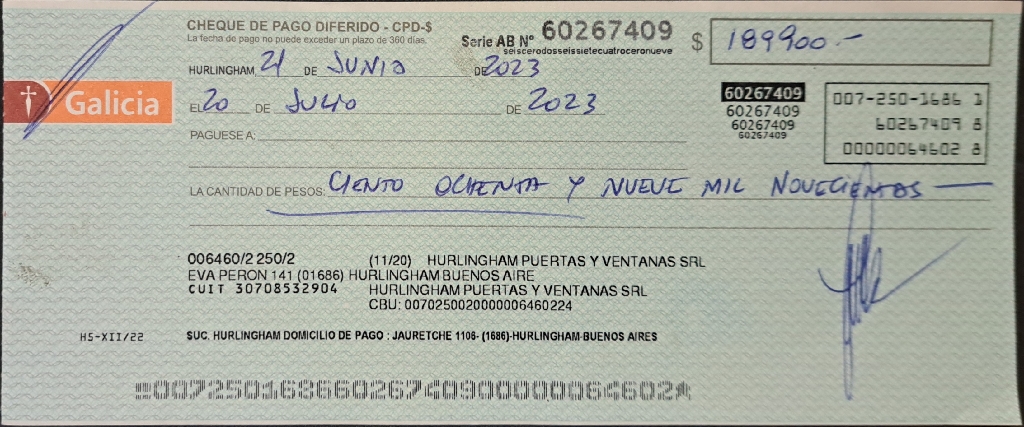 CHEQUE DE PAGO DIFERIDO - CPD-$
La fecha de pago no puede exceder un plazo de 360 días.
Serie AB Nº 60267409
seiscerodosseissietecuatroceronueve
$ 189900.-
HURLINGHAM, 21 DE JUNIO DE 2023
Galicia
EL 20 DE JULIO DE 2023
60267409
60267409
60267409
60267409
007-250-1686 1
60267409 8
00000064602 8
PAGUESE A:
LA CANTIDAD DE PESOS: CIENTO OCHENTA Y NUEVE MIL NOVECIENTOS
006460/2 250/2 (11/20) HURLINGHAM PUERTAS Y VENTANAS SRL
EVA PERON 141 (01686) HURLINGHAM BUENOS AIRE
CUIT 30708532904 HURLINGHAM PUERTAS Y VENTANAS SRL
CBU: 0070250020000006460224
HS-XII/22
SUC. HURLINGHAM DOMICILIO DE PAGO : JAURETCHE 1106- (1686)-HURLINGHAM-BUENOS AIRES
00725016866026740900000064602